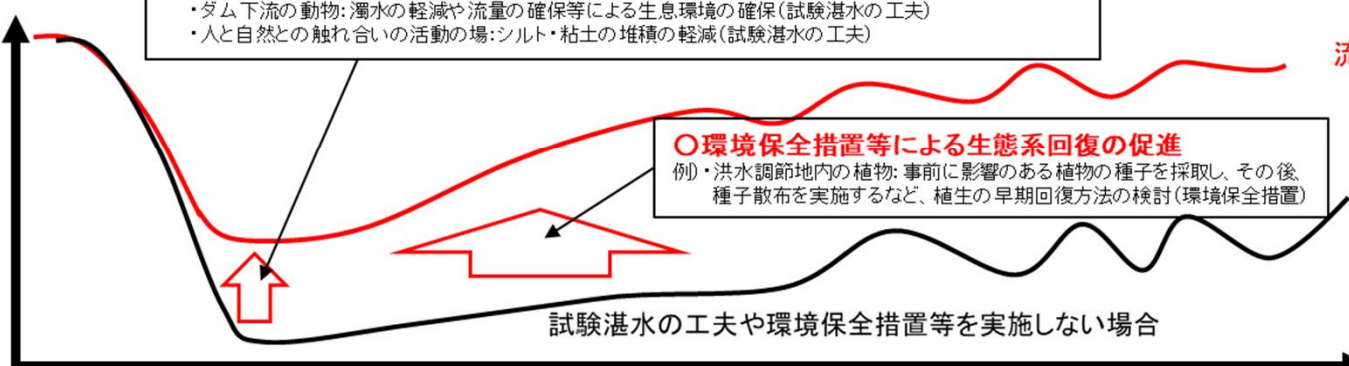 ・ダム下流の動物:濁水の軽減や流量の確保等による生息環境の確保(試験湛水の工夫)
・人と自然との触れ合いの活動の場:シルト・粘土の堆積の軽減(試験湛水の工夫)
流
〇環境保全措置等による生態系回復の促進
例)・洪水調節地内の植物:事前に影響のある植物の種子を採取し、その後、
種子散布を実施するなど、植生の早期回復方法の検討(環境保全措置)
試験湛水の工夫や環境保全措置等を実施しない場合